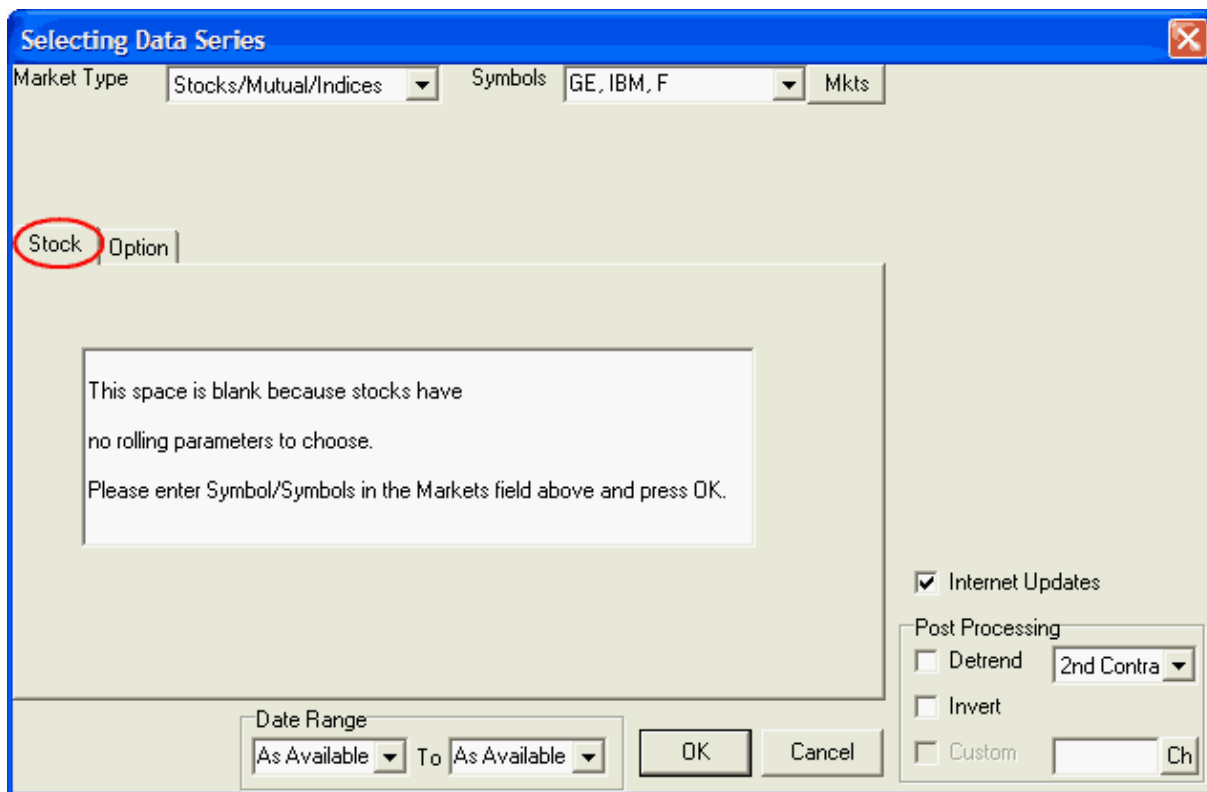 Selecting Data Series
Market Type Stocks/Mutual/Indices Symbols GE, IBM, F Mkts
Stock Option
This space is blank because stocks have
no rolling parameters to choose.
Please enter Symbol/Symbols in the Markets field above and press OK.
Internet Updates
Post Processing
Detrend 2nd Contra
Invert
Custom Ch
Date Range
As Available To As Available OK Cancel